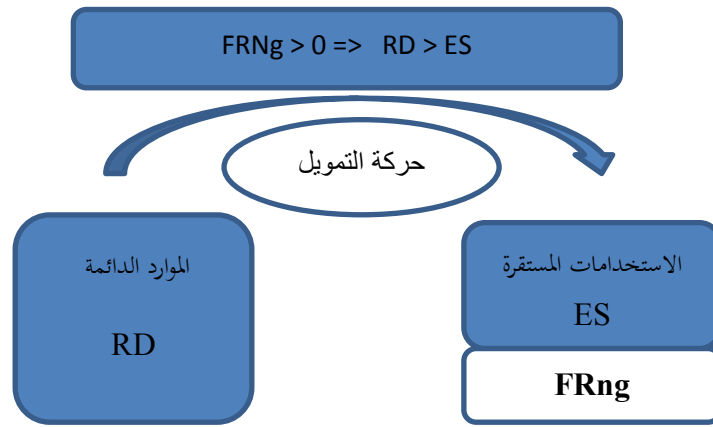 FRNg > 0 => RD > ES
حركة التمويل
الموارد الدائمة
RD
الاستخدامات المستقرة
ES
FRng